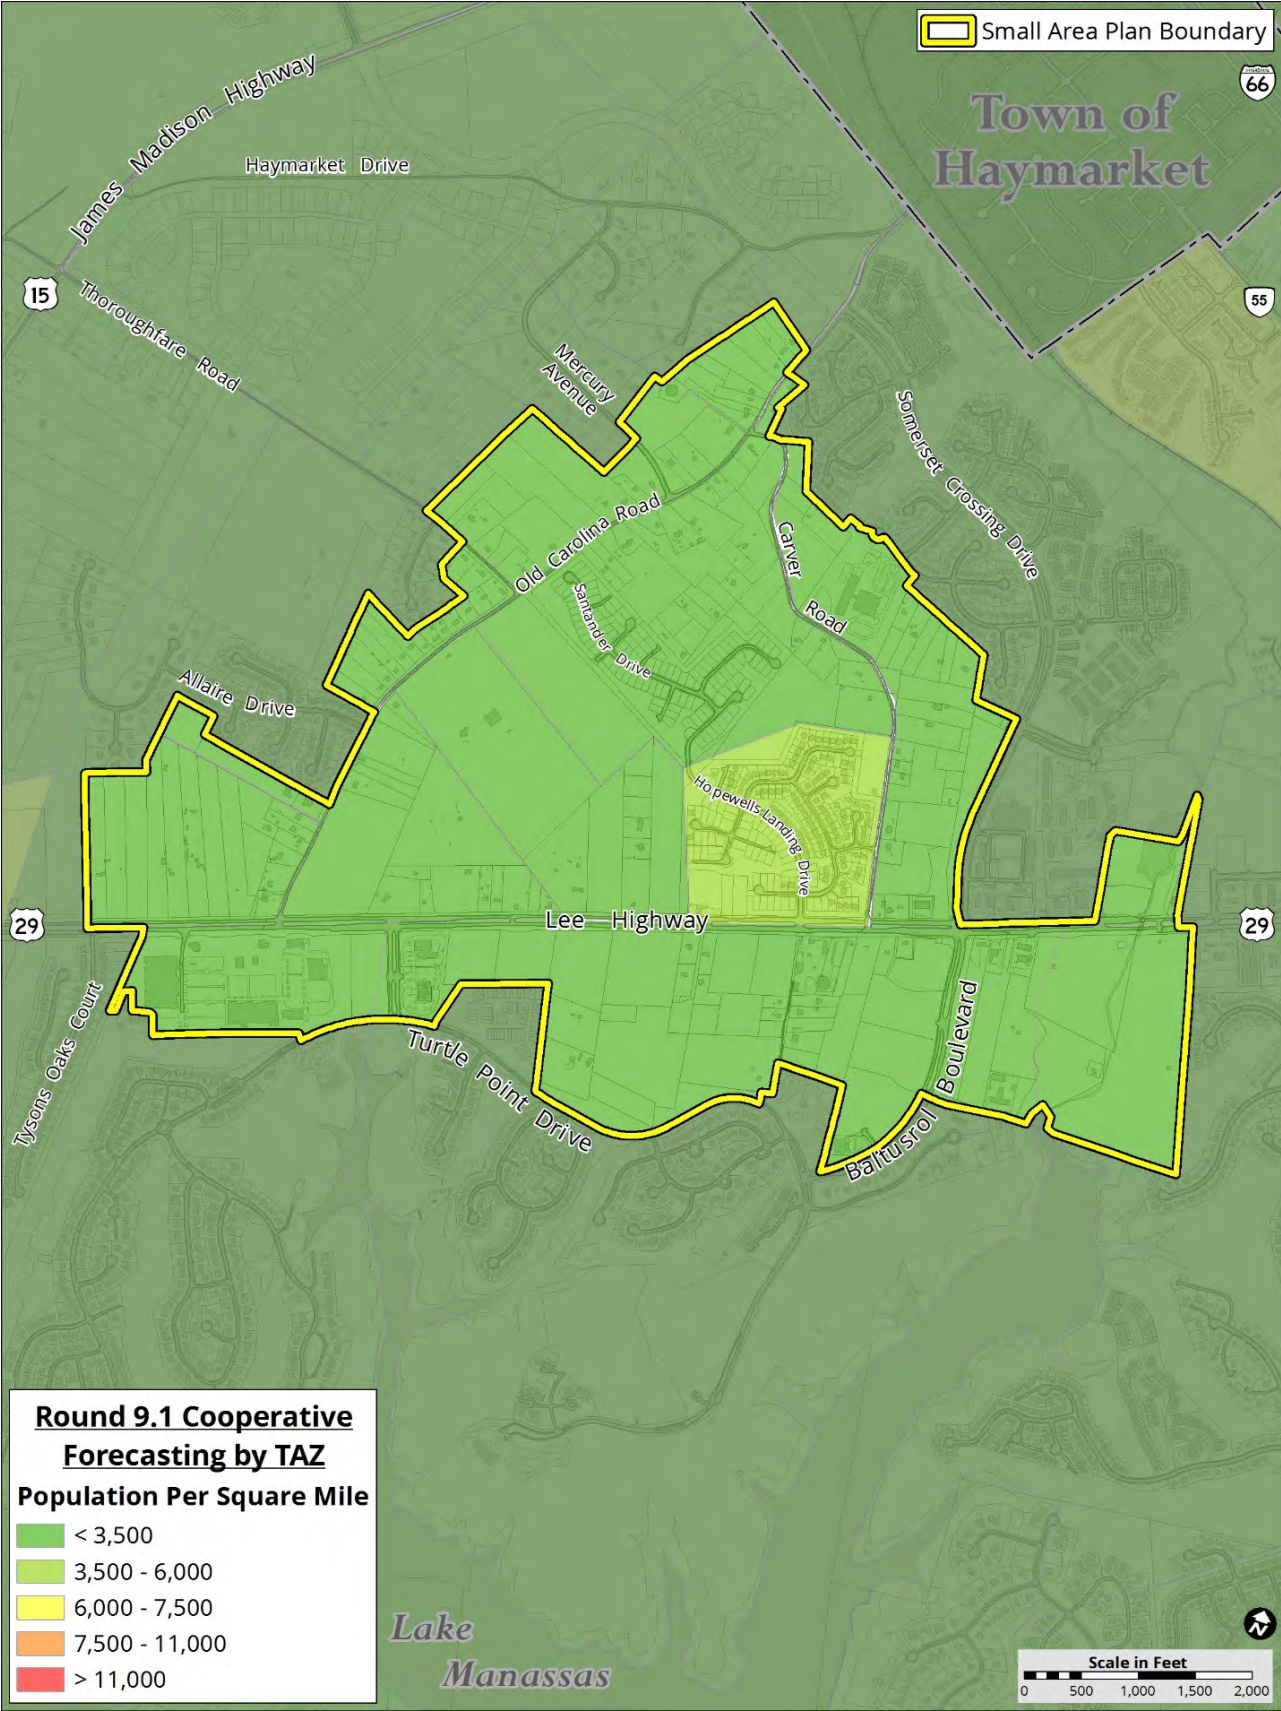 Small Area Plan Boundary
INTERSTATE
66
Town of
Haymarket
James Madison Highway
Haymarket Drive
15
55
Thoroughfare Road
Mercury
Avenue
Somerset Crossing Drive
Old Carolina Road
Carver Road
Santander Drive
Allaire Drive
Hopewells Landing Drive
29
Lee Highway
29
Tysons Oaks Court
Turtle Point Drive
Baltusrol Boulevard
Round 9.1 Cooperative
Forecasting by TAZ
Population Per Square Mile
< 3,500
3,500 - 6,000
6,000 - 7,500
7,500 - 11,000
> 11,000
Lake
Manassas
N
Scale in Feet
0 500 1,000 1,500 2,000